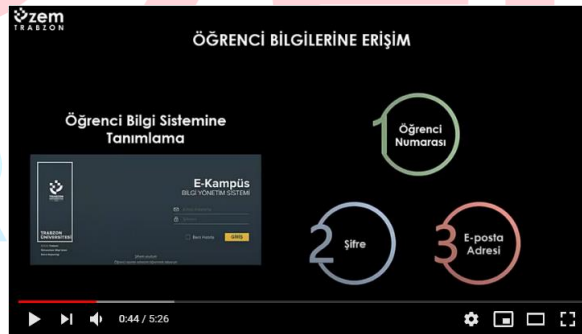 özem
TRABZON
ÖĞRENCİ BİLGİLERİNE ERİŞİM
Öğrenci Bilgi Sistemine
Tanımlama
TRABZON
ÜNİVERSİTESİ
E-Kampüs
BİLGİ YÖNETİM SİSTEMİ
GİRİŞ
1
Öğrenci
Numarası
2
Şifre
3
E-posta
Adresi
0:44 / 5:26